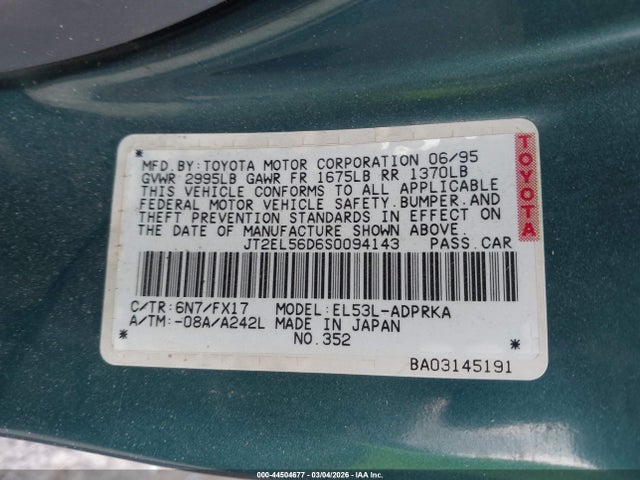 MFD.BY:TOYOTA MOTOR CORPORATION 06/95
GVWR 2995LB GAWR FR 1675LB RR 1370LB
THIS VEHICLE CONFORMS TO ALL APPLICABLE
FEDERAL MOTOR VEHICLE SAFETY.BUMPER.AND
THEFT PREVENTION STANDARDS IN EFFECT ON
THE DATE OF MANUFACTURE SHOWN ABOVE.
JT2EL56D6S0094143 PASS.CAR
TOYOTA
C/TR:6N7/FX17 MODEL:EL53L-ADPRKA
A/TM:-08A/A242L MADE IN JAPAN
NO.352
BA03145191
000-44504677 - 03/04/2026 - IAA Inc.